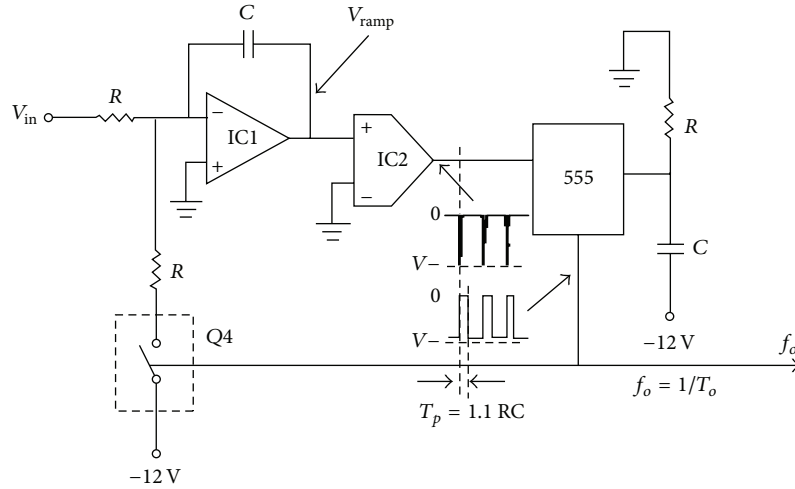 C
V_ramp
V_in
R
−
IC1
+
+
IC2
−
555
R
C
−12 V
R
0
V−
0
V−
Q4
f_o
f_o = 1/T_o
T_p = 1.1 RC
−12 V